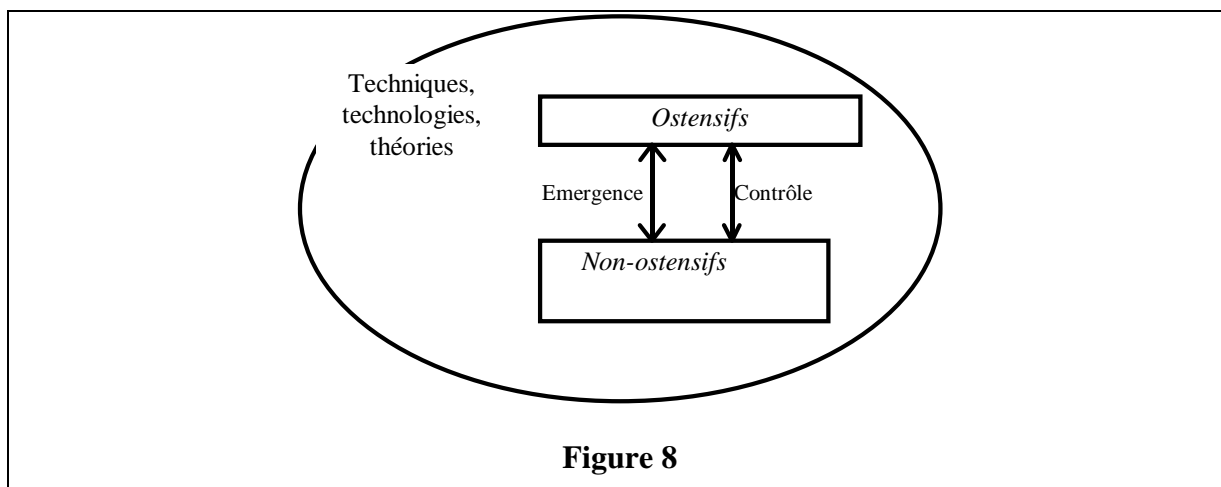 Techniques,
technologies,
théories
Ostensifs
Emergence
Contrôle
Non-ostensifs
Figure 8